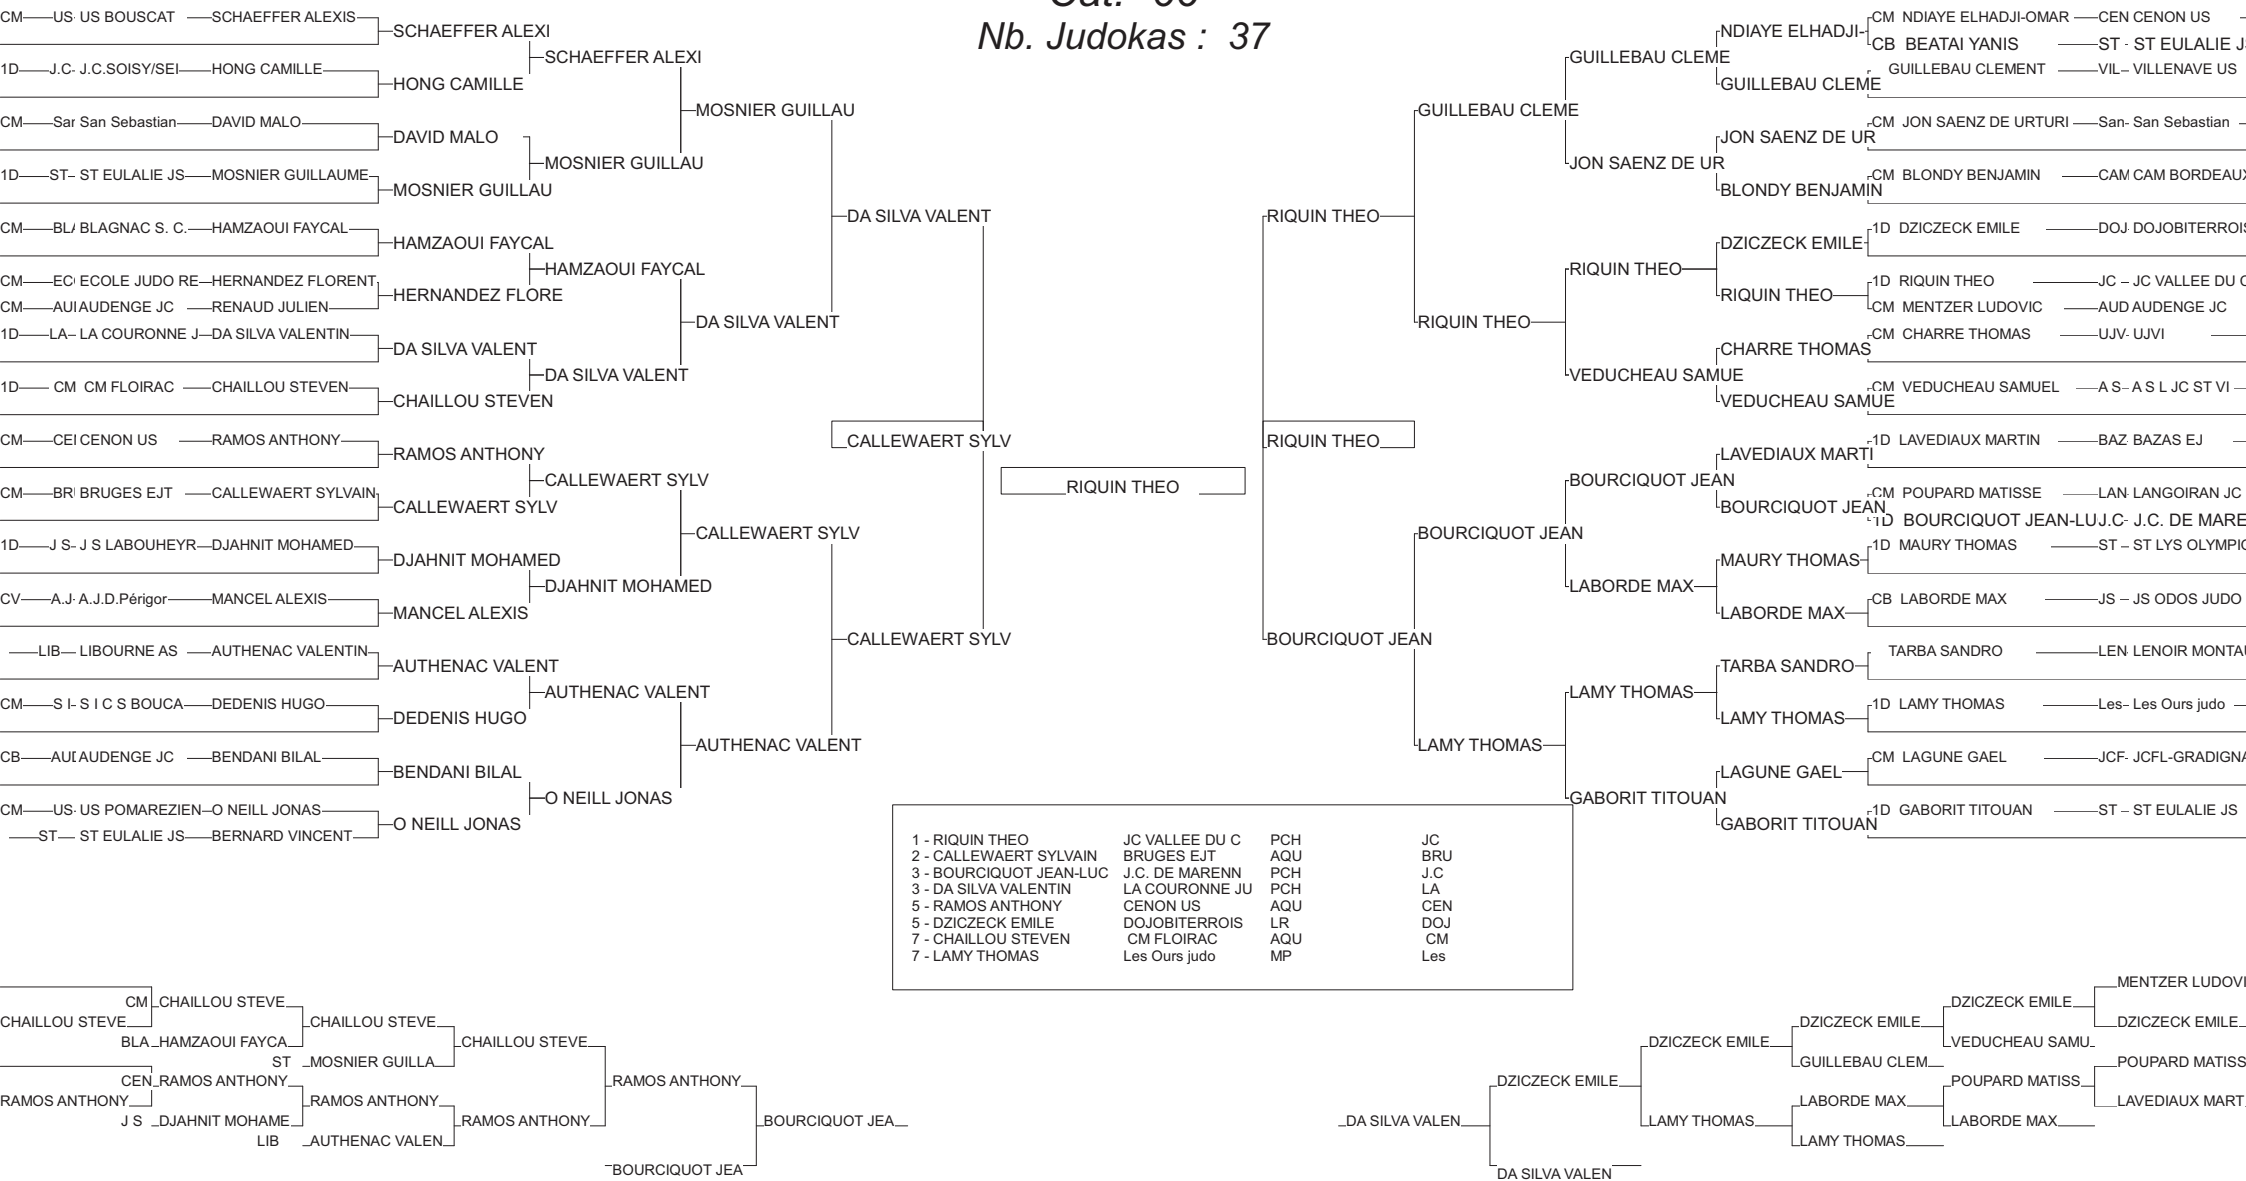 Nb. Judokas : 37
CM US US BOUSCAT SCHAEFFER ALEXIS
1D J.C J.C.SOISY/SEI HONG CAMILLE
CM Sar San Sebastian DAVID MALO
1D ST ST EULALIE JS MOSNIER GUILLAUME
CM BLAGNAC S. C. HAMZAOUI FAYCAL
CM ECOLE JUDO RE HERNANDEZ FLORENT
CM AUDENGE JC RENAUD JULIEN
1D LA LA COURONNE J DA SILVA VALENTIN
1D CM CM FLOIRAC CHAILLOU STEVEN
CM CENON US RAMOS ANTHONY
CM BRUGES EJT CALLEWAERT SYLVAIN
1D J S J S LABOUHEYR DJAHNIT MOHAMED
CV A.J A.J.D.Périgor MANCEL ALEXIS
LIB LIBOURNE AS AUTHENAC VALENTIN
CM S I S I C S BOUCA DEDENIS HUGO
CB AUDENGE JC BENDANI BILAL
CM US US POMAREZIEN O NEILL JONAS
ST ST EULALIE JS BERNARD VINCENT
SCHAEFFER ALEXI
HONG CAMILLE
DAVID MALO
MOSNIER GUILLAU
HAMZAOUI FAYCAL
HERNANDEZ FLORE
DA SILVA VALENT
CHAILLOU STEVEN
RAMOS ANTHONY
CALLEWAERT SYLV
DJAHNIT MOHAMED
MANCEL ALEXIS
AUTHENAC VALENT
DEDENIS HUGO
BENDANI BILAL
O NEILL JONAS
SCHAEFFER ALEXI
MOSNIER GUILLAU
HAMZAOUI FAYCAL
DA SILVA VALENT
CALLEWAERT SYLV
DJAHNIT MOHAMED
AUTHENAC VALENT
O NEILL JONAS
MOSNIER GUILLAU
DA SILVA VALENT
CALLEWAERT SYLV
AUTHENAC VALENT
DA SILVA VALENT
CALLEWAERT SYLV
CALLEWAERT SYLV
RIQUIN THEO
RIQUIN THEO
RIQUIN THEO
BOURCIQUOT JEAN
GUILLEBAU CLEME
RIQUIN THEO
BOURCIQUOT JEAN
LAMY THOMAS
GUILLEBAU CLEME
JON SAENZ DE UR
RIQUIN THEO
VEDUCHEAU SAMUE
BOURCIQUOT JEAN
LABORDE MAX
LAMY THOMAS
GABORIT TITOUAN
NDIAYE ELHADJI-
GUILLEBAU CLEME
JON SAENZ DE UR
BLONDY BENJAMIN
DZICZECK EMILE
RIQUIN THEO
CHARRE THOMAS
VEDUCHEAU SAMUE
LAVEDIAUX MARTI
BOURCIQUOT JEAN
MAURY THOMAS
LABORDE MAX
TARBA SANDRO
LAMY THOMAS
LAGUNE GAEL
GABORIT TITOUAN
CM NDIAYE ELHADJI-OMAR CEN CENON US
CB BEATAI YANIS ST ST EULALIE
GUILLEBAU CLEMENT VIL VILLENAVE US
CM JON SAENZ DE URTURI San San Sebastian
CM BLONDY BENJAMIN CAM CAM BORDEAUX
1D DZICZECK EMILE DOJ DOJOBITERROIS
1D RIQUIN THEO JC JC VALLEE DU
CM MENTZER LUDOVIC AUD AUDENGE JC
CM CHARRE THOMAS UJV UJVI
CM VEDUCHEAU SAMUEL A S A S L JC ST VI
1D LAVEDIAUX MARTIN BAZ BAZAS EJ
CM POUPARD MATISSE LAN LANGOIRAN JC
1D BOURCIQUOT JEAN-LU J.C J.C. DE MARE
1D MAURY THOMAS ST ST LYS OLYMPIC
CB LABORDE MAX JS JS ODOS JUDO
TARBA SANDRO LEN LENOIR MONTAU
1D LAMY THOMAS Les Les Ours judo
CM LAGUNE GAEL JCF JCFL-GRADIGNA
1D GABORIT TITOUAN ST ST EULALIE JS
1 - RIQUIN THEO JC VALLEE DU C PCH JC
2 - CALLEWAERT SYLVAIN BRUGES EJT AQU BRU
3 - BOURCIQUOT JEAN-LUC J.C. DE MARENN PCH J.C
3 - DA SILVA VALENTIN LA COURONNE JU PCH LA
5 - RAMOS ANTHONY CENON US AQU CEN
5 - DZICZECK EMILE DOJOBITERROIS LR DOJ
7 - CHAILLOU STEVEN CM FLOIRAC AQU CM
7 - LAMY THOMAS Les Ours judo MP Les
CHAILLOU STEVE
RAMOS ANTHONY
CM CHAILLOU STEVE
BLA HAMZAOUI FAYCA
CEN RAMOS ANTHONY
J S DJAHNIT MOHAME
CHAILLOU STEVE
ST MOSNIER GUILLA
RAMOS ANTHONY
LIB AUTHENAC VALEN
CHAILLOU STEVE
RAMOS ANTHONY
RAMOS ANTHONY
BOURCIQUOT JEA
BOURCIQUOT JEA
DA SILVA VALEN
DZICZECK EMILE
DA SILVA VALEN
DZICZECK EMILE
LAMY THOMAS
DZICZECK EMILE
GUILLEBAU CLEM
LABORDE MAX
LAMY THOMAS
DZICZECK EMILE
VEDUCHEAU SAMU
POUPARD MATISS
LABORDE MAX
MENTZER LUDOVI
DZICZECK EMILE
POUPARD MATISS
LAVEDIAUX MART